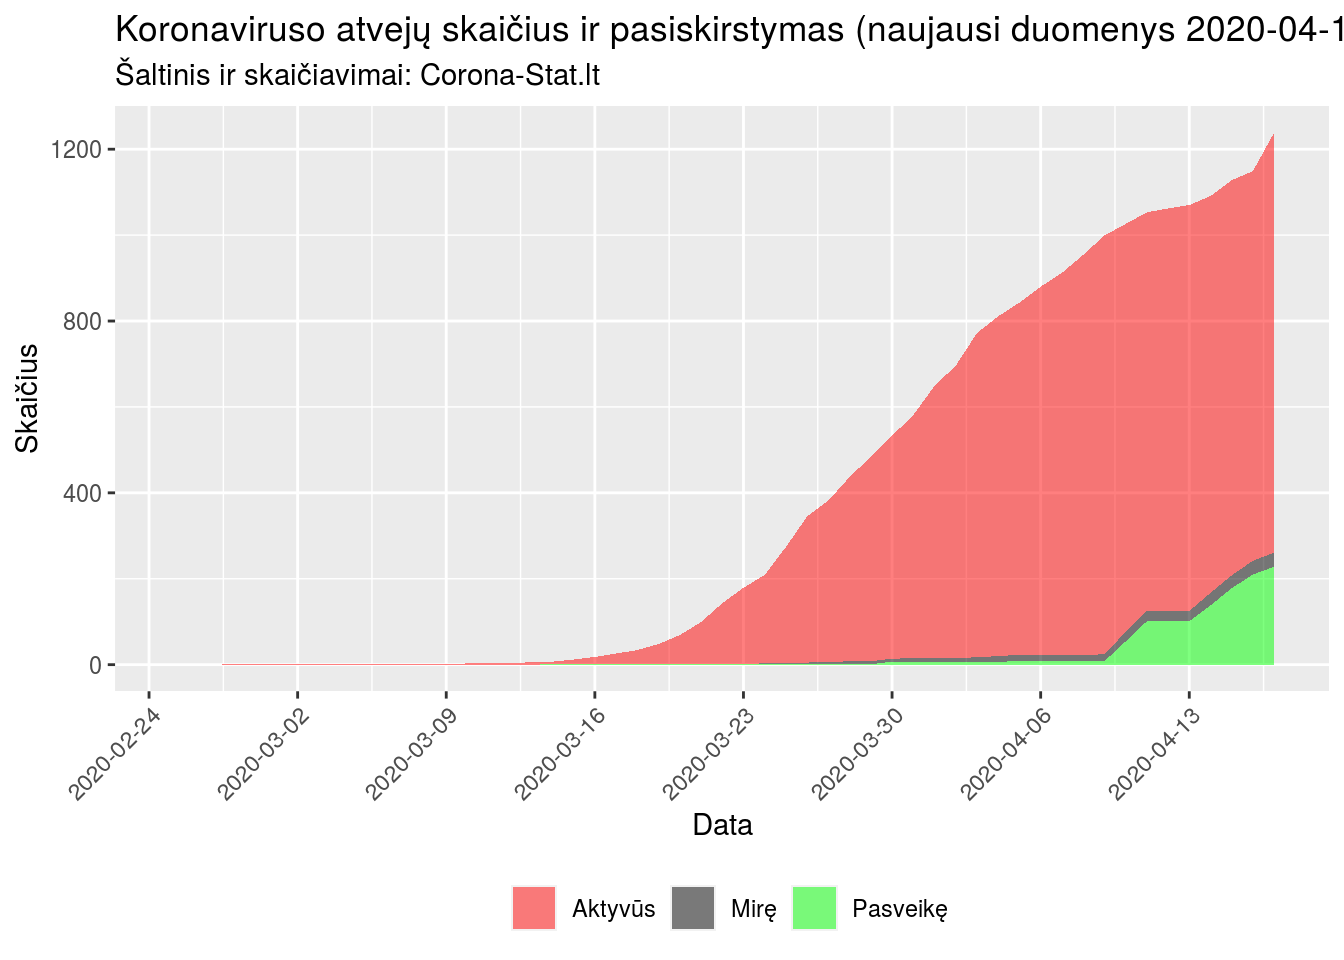 Koronaviruso atvejų skaičius ir pasiskirstymas (naujausi duomenys 2020-04-1
Šaltinis ir skaičiavimai: Corona-Stat.lt
Skaičius
1200
800
400
0
2020-02-24
2020-03-02
2020-03-09
2020-03-16
2020-03-23
2020-03-30
2020-04-06
2020-04-13
Data
Aktyvūs
Mirę
Pasveikę